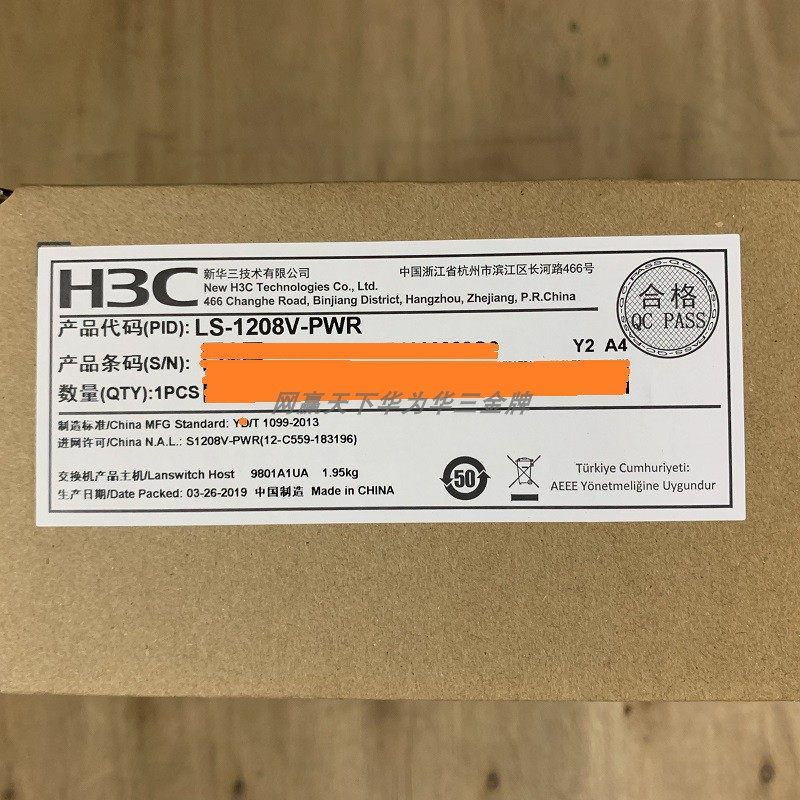 H3C
新华三技术有限公司 中国浙江省杭州市滨江区长河路466号
New H3C Technologies Co., Ltd.
466 Changhe Road, Binjiang District, Hangzhou, Zhejiang, P.R.China
合格
QC PASS
产品代码(PID): LS-1208V-PWR
产品条码(S/N): Y2 A4
数量(QTY):1PCS
网赢天下华为华三金牌
制造标准/China MFG Standard: YD/T 1099-2013
进网许可/China N.A.L.: S1208V-PWR(12-C559-183196)
交换机产品主机/Lanswitch Host 9801A1UA 1.95kg
生产日期/Date Packed: 03-26-2019 中国制造 Made in CHINA
50
Türkiye Cumhuriyeti:
AEEE Yönetmeliğine Uygundur